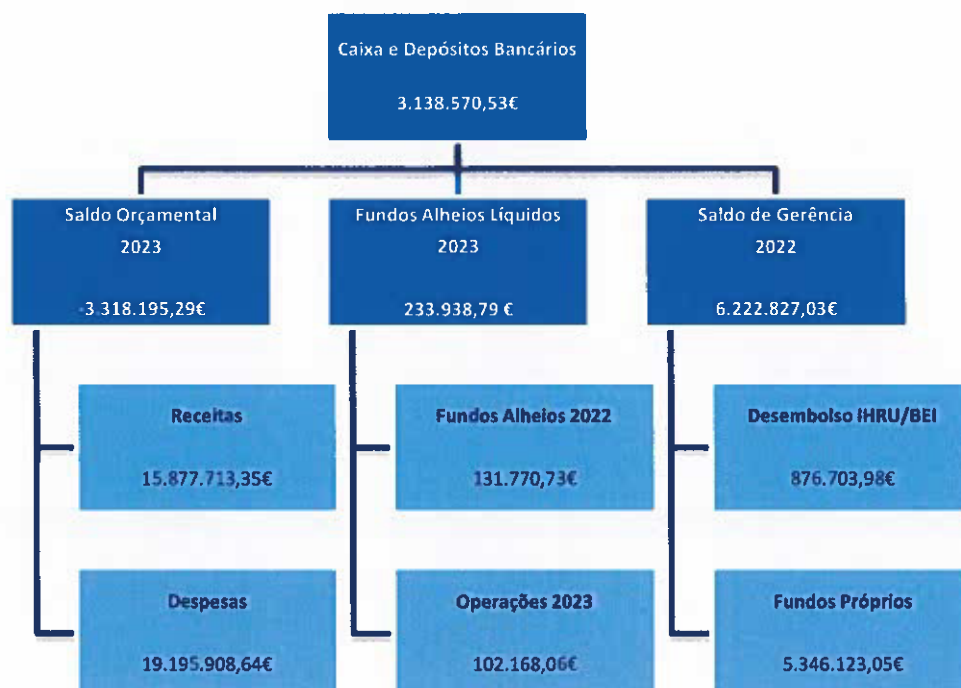 Caixa e Depósitos Bancários
3.138.570,53€
Saldo Orçamental
2023
-3.318.195,29€
Fundos Alheios Líquidos
2023
233.938,79 €
Saldo de Gerência
2022
6.222.827,03€
Receitas
15.877.713,35€
Despesas
19.195.908,64€
Fundos Alheios 2022
131.770,73€
Operações 2023
102.168,06€
Desembolso IHRU/BEI
876.703,98€
Fundos Próprios
5.346.123,05€